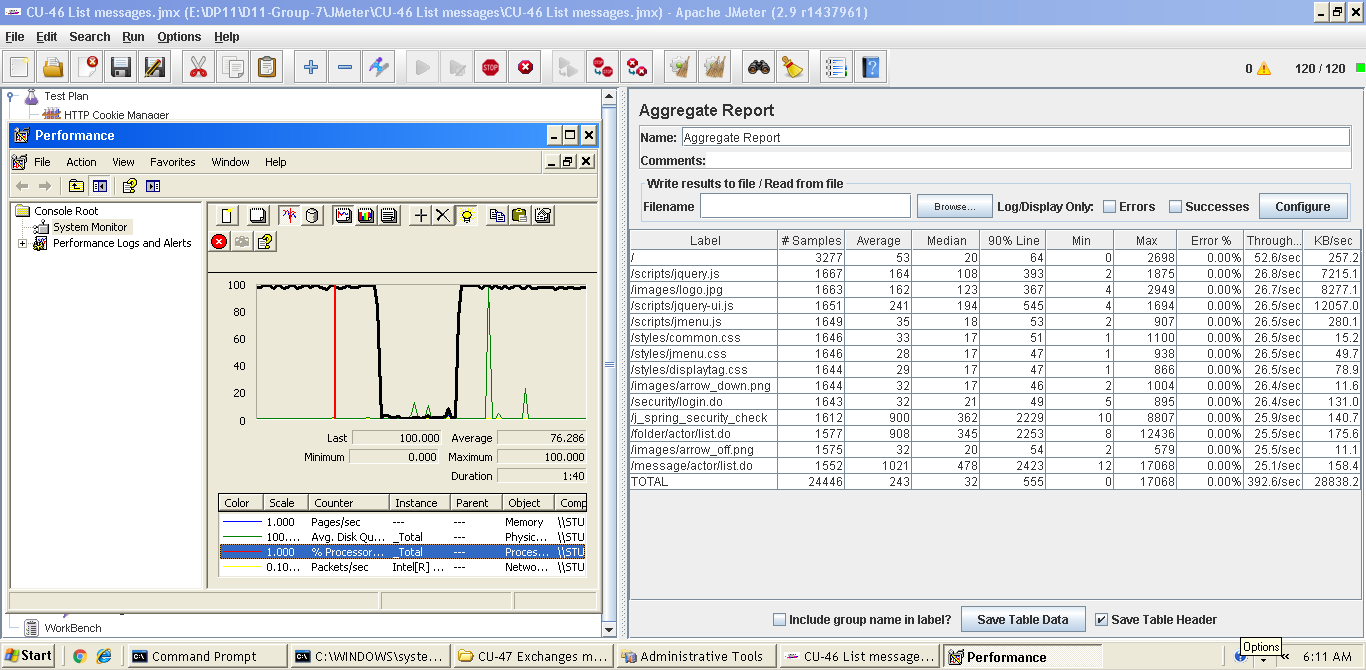 CU-46 List messages.jmx (E:\DP11\D11-Group-7\JMeter\CU-46 List messages\CU-46 List messages.jmx) - Apache JMeter (2.9 r1437961)
File Edit Search Run Options Help
0 120 / 120
Test Plan
HTTP Cookie Manager
Performance
File Action View Favorites Window Help
Console Root
System Monitor
Performance Logs and Alerts
100
80
60
40
20
0
Last 100.000 Average 76.286
Minimum 0.000 Maximum 100.000
Duration 1:40
Color Scale Counter Instance Parent Object Comp
1.000 Pages/sec --- --- Memory \\STU
100.... Avg. Disk Qu... _Total --- Physic... \\STU
1.000 % Processor... _Total --- Proces... \\STU
0.10... Packets/sec Intel[R] ... --- Netwo... \\STU
WorkBench
Aggregate Report
Name: Aggregate Report
Comments:
Write results to file / Read from file
Filename Browse... Log/Display Only: Errors Successes Configure
Label # Samples Average Median 90% Line Min Max Error % Through... KB/sec
/ 3277 53 20 64 0 2698 0.00% 52.6/sec 257.2
/scripts/jquery.js 1667 164 108 393 2 1875 0.00% 26.8/sec 7215.1
/images/logo.jpg 1663 162 123 367 4 2949 0.00% 26.7/sec 8277.1
/scripts/jquery-ui.js 1651 241 194 545 4 1694 0.00% 26.5/sec 12057.0
/scripts/jmenu.js 1649 35 18 53 2 907 0.00% 26.5/sec 280.1
/styles/common.css 1646 33 17 51 1 1100 0.00% 26.5/sec 15.2
/styles/jmenu.css 1646 28 17 47 1 938 0.00% 26.5/sec 49.7
/styles/displaytag.css 1644 29 17 47 1 866 0.00% 26.5/sec 78.9
/images/arrow_down.png 1644 32 17 46 2 1004 0.00% 26.4/sec 11.6
/security/login.do 1643 32 21 49 5 895 0.00% 26.4/sec 131.0
/j_spring_security_check 1612 900 362 2229 10 8807 0.00% 25.9/sec 140.7
/folder/actor/list.do 1577 908 345 2253 8 12436 0.00% 25.5/sec 175.6
/images/arrow_off.png 1575 32 20 54 2 579 0.00% 25.5/sec 11.1
/message/actor/list.do 1552 1021 478 2423 12 17068 0.00% 25.1/sec 158.4
TOTAL 24446 243 32 555 0 17068 0.00% 392.6/sec 28838.2
Include group name in label? Save Table Data Save Table Header
Options
Start Command Prompt C:\WINDOWS\syste... CU-47 Exchanges m... Administrative Tools CU-46 List message... Performance 6:11 AM